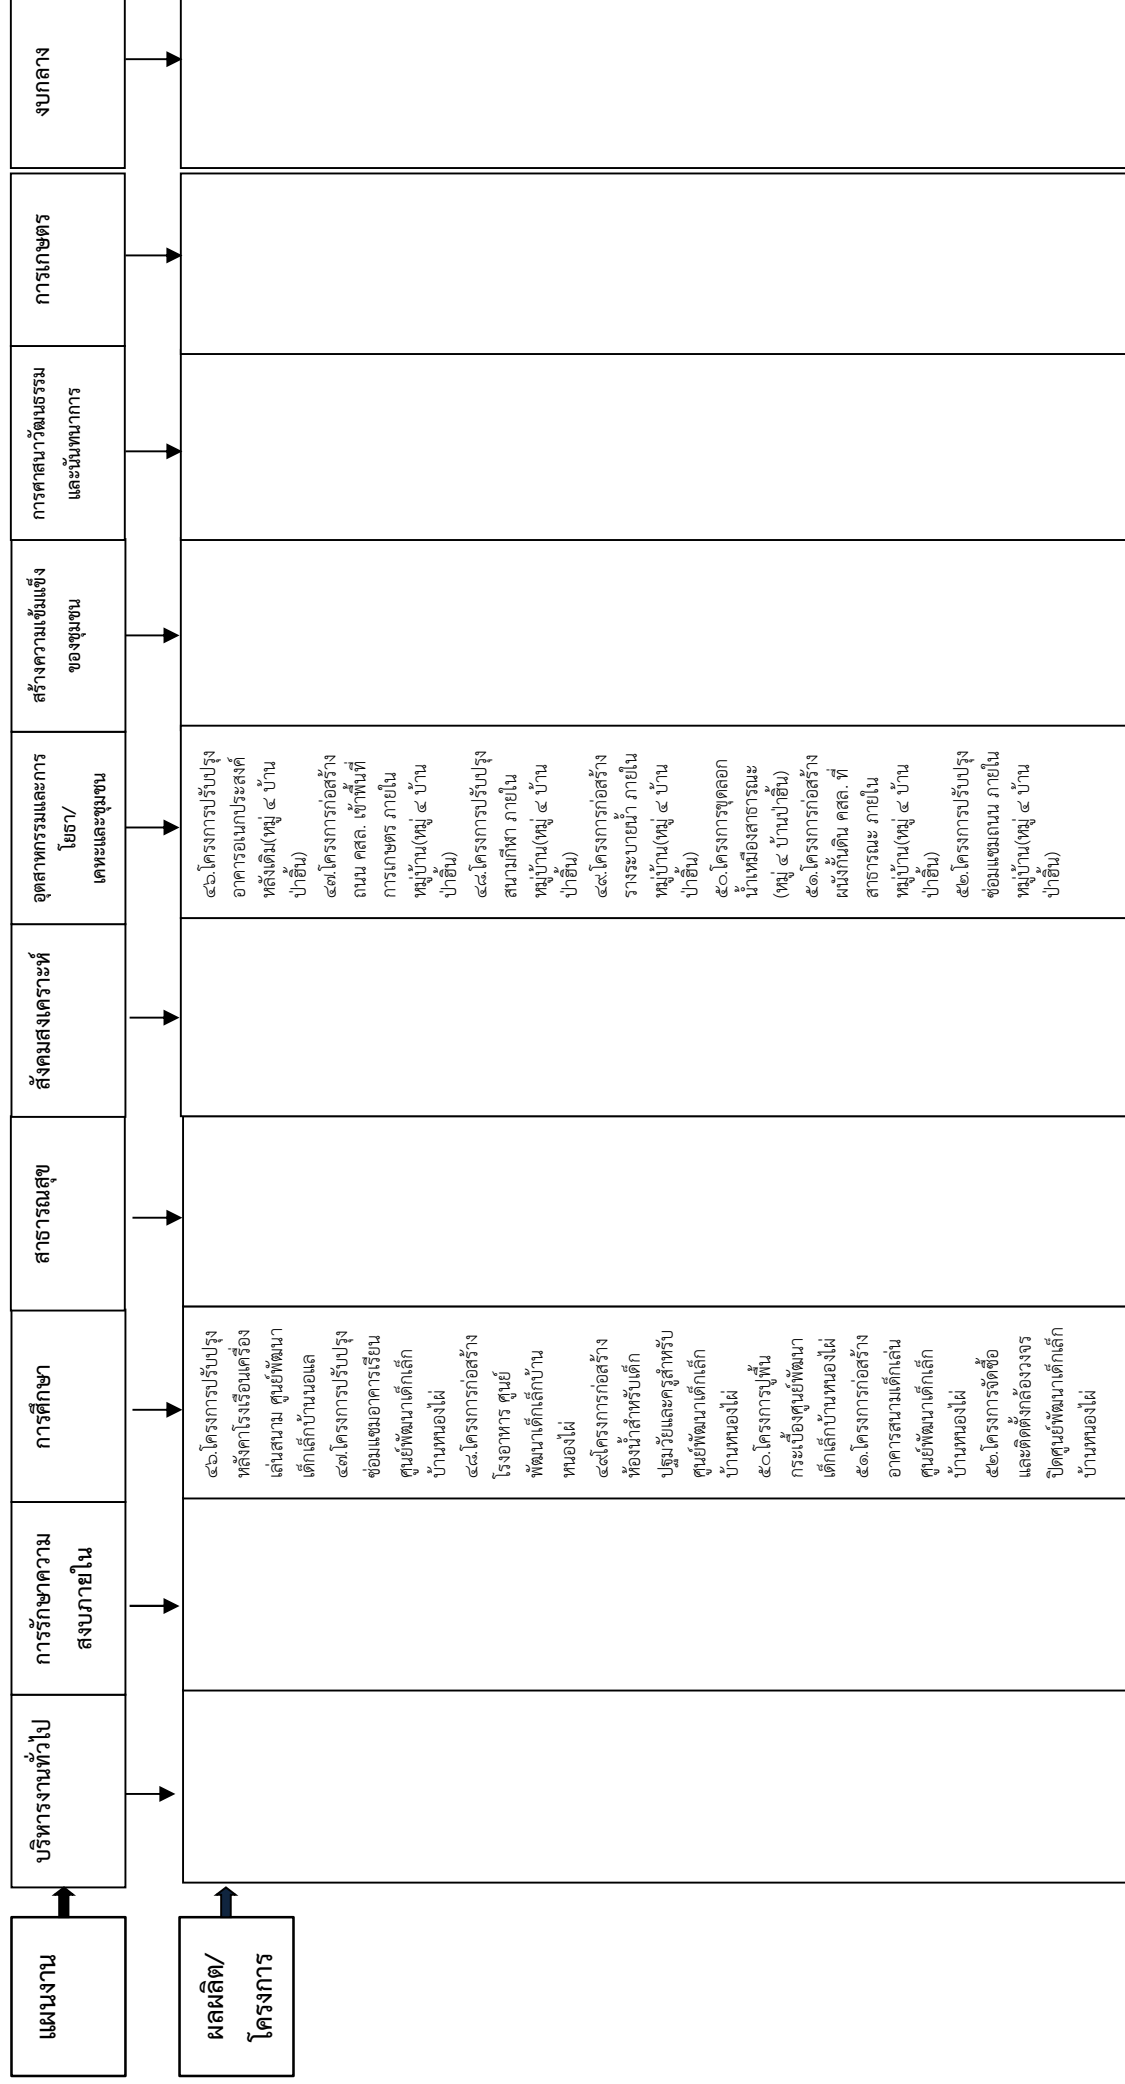 แผนงาน
บริหารงานทั่วไป
การรักษาความ
สงบภายใน
การศึกษา
สาธารณสุข
สังคมสงเคราะห์
อุตสาหกรรมและการ
โยธา/
เคหะและชุมชน
สร้างความเข้มแข็ง
ของชุมชน
การศาสนาวัฒนธรรม
และนันทนาการ
การเกษตร
งบกลาง
ผลผลิต/
โครงการ
๔๖.โครงการปรับปรุง
หลังคาโรงเรือนเครื่อง
เล่นสนาม ศูนย์พัฒนา
เด็กเล็กบ้านนอแล
๔๗.โครงการปรับปรุง
ซ่อมแซมอาคารเรียน
ศูนย์พัฒนาเด็กเล็ก
บ้านหนองไผ่
๔๘.โครงการก่อสร้าง
โรงอาหาร ศูนย์
พัฒนาเด็กเล็กบ้าน
หนองไผ่
๔๙โครงการก่อสร้าง
ห้องน้ำสำหรับเด็ก
ปฐมวัยและครูสำหรับ
ศูนย์พัฒนาเด็กเล็ก
บ้านหนองไผ่
๕๐.โครงการปูพื้น
กระเบื้องศูนย์พัฒนา
เด็กเล็กบ้านหนองไผ่
๕๑.โครงการก่อสร้าง
อาคารสนามเด็กเล่น
ศูนย์พัฒนาเด็กเล็ก
บ้านหนองไผ่
๕๒.โครงการจัดซื้อ
และติดตั้งกล้องวงจร
ปิดศูนย์พัฒนาเด็กเล็ก
บ้านหนองไผ่
๔๖.โครงการปรับปรุง
อาคารอเนกประสงค์
หลังเดิม(หมู่ ๔ บ้าน
ป่าฮิ้น)
๔๗.โครงการก่อสร้าง
ถนน คสล. เข้าพื้นที่
การเกษตร ภายใน
หมู่บ้าน(หมู่ ๔ บ้าน
ป่าฮิ้น)
๔๘.โครงการปรับปรุง
สนามกีฬา ภายใน
หมู่บ้าน(หมู่ ๔ บ้าน
ป่าฮิ้น)
๔๙.โครงการก่อสร้าง
รางระบายน้ำ ภายใน
หมู่บ้าน(หมู่ ๔ บ้าน
ป่าฮิ้น)
๕๐.โครงการขุดลอก
น้ำเหมืองสาธารณะ
(หมู่ ๔ บ้านป่าฮิ้น)
๕๑.โครงการก่อสร้าง
ผนังกั้นดิน คสล. ที่
สาธารณะ ภายใน
หมู่บ้าน(หมู่ ๔ บ้าน
ป่าฮิ้น)
๕๒.โครงการปรับปรุง
ซ่อมแซมถนน ภายใน
หมู่บ้าน(หมู่ ๔ บ้าน
ป่าฮิ้น)